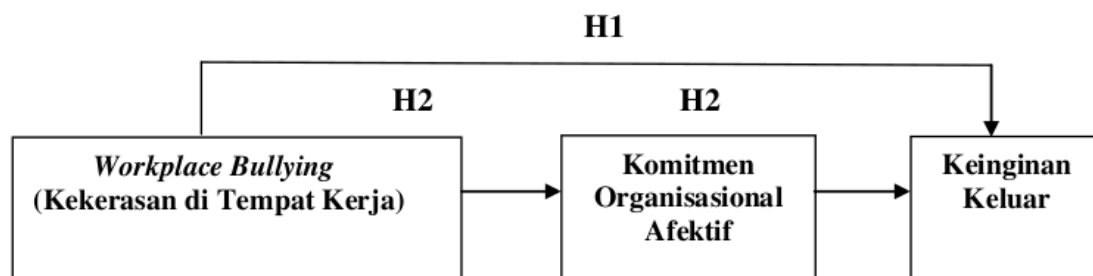 H1
H2 H2
Workplace Bullying
(Kekerasan di Tempat Kerja)
Komitmen
Organisasional
Afektif
Keinginan
Keluar